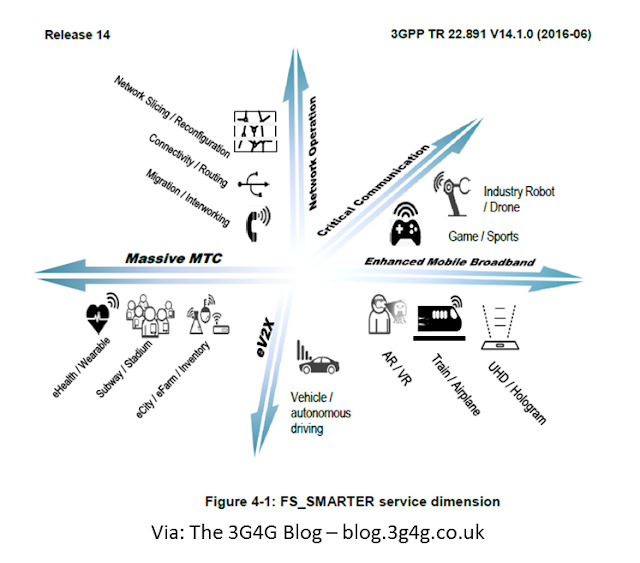 Release 14
3GPP TR 22.891 V14.1.0 (2016-06)
Network Slicing / Reconfiguration
Connectivity / Routing
Migration / Interworking
Network Operation
Critical Communication
Industry Robot
/ Drone
Game / Sports
Massive MTC
Enhanced Mobile Broadband
eHealth / Wearable
Subway / Stadium
eCity / eFarm / Inventory
eV2X
Vehicle /
autonomous
driving
AR / VR
Train / Airplane
UHD / Hologram
Figure 4-1: FS_SMARTER service dimension
Via: The 3G4G Blog – blog.3g4g.co.uk